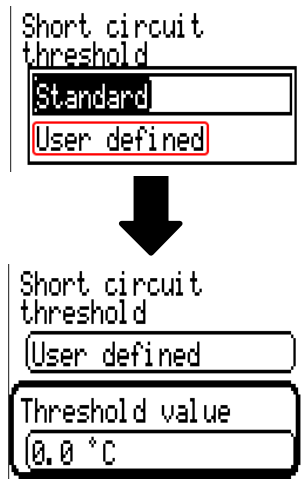 Short circuit
threshold
Standard
User defined
Short circuit
threshold
User defined
Threshold value
0.0 °C